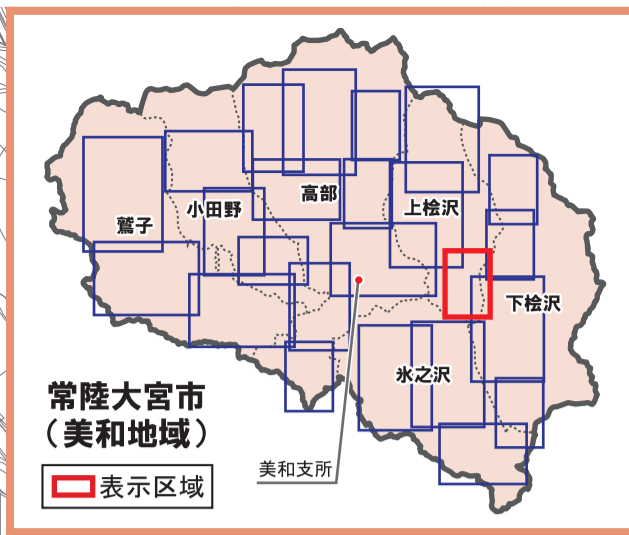 高部
小田野
上桧沢
鷲子
下桧沢
氷之沢
常陸大宮市
（美和地域）
美和支所
表示区域